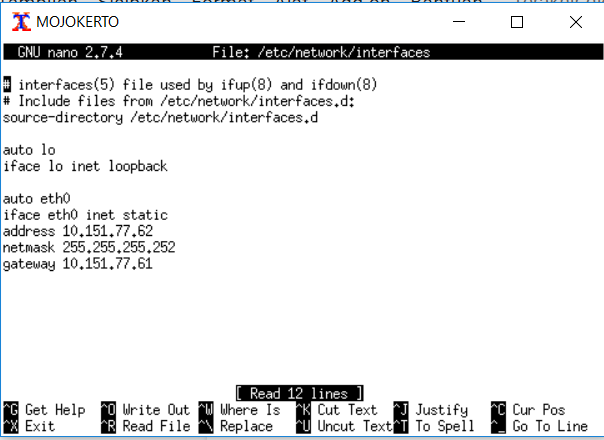 MOJOKERTO
GNU nano 2.7.4 File: /etc/network/interfaces
# interfaces(5) file used by ifup(8) and ifdown(8)
# Include files from /etc/network/interfaces.d:
source-directory /etc/network/interfaces.d
auto lo
iface lo inet loopback
auto eth0
iface eth0 inet static
address 10.151.77.62
netmask 255.255.255.252
gateway 10.151.77.61
[ Read 12 lines ]
^G Get Help ^O Write Out ^W Where Is ^K Cut Text ^J Justify ^C Cur Pos
^X Exit ^R Read File ^\ Replace ^U Uncut Text ^T To Spell ^_ Go To Line